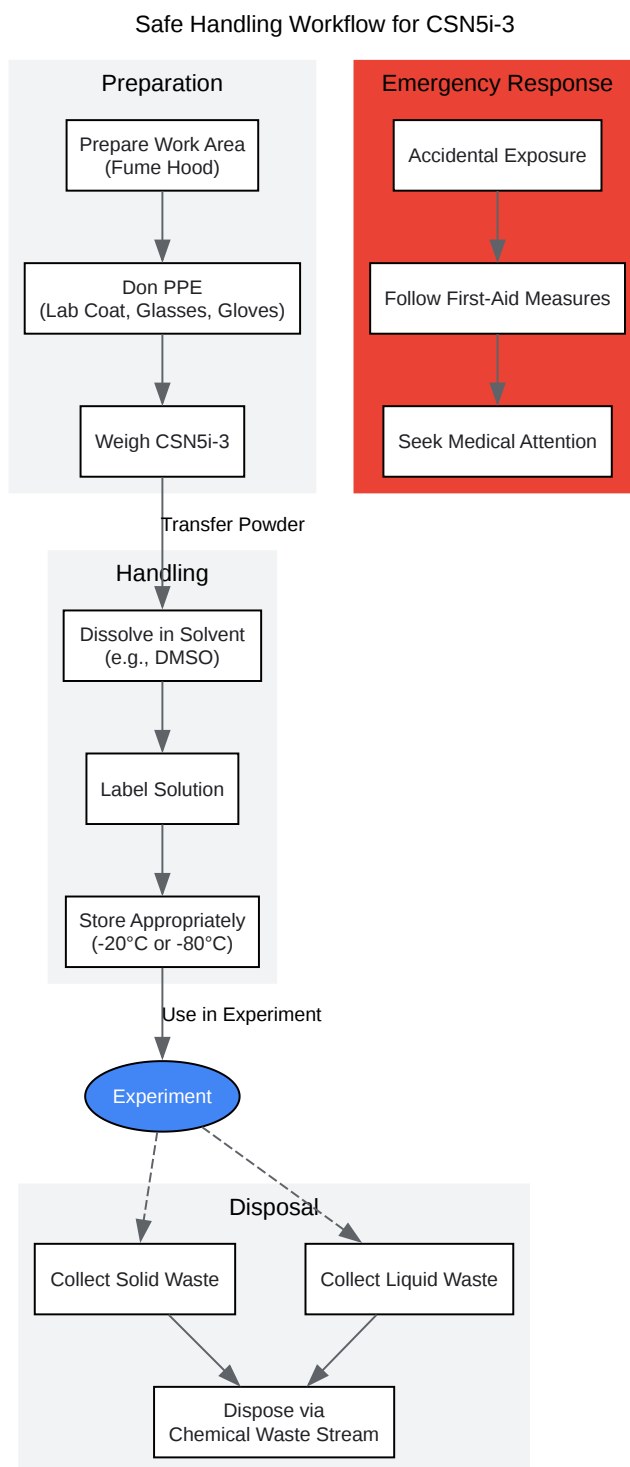 Safe Handling Workflow for CSN5i-3
Preparation
Prepare Work Area
(Fume Hood)
Don PPE
(Lab Coat, Glasses, Gloves)
Weigh CSN5i-3
Transfer Powder
Emergency Response
Accidental Exposure
Follow First-Aid Measures
Seek Medical Attention
Handling
Dissolve in Solvent
(e.g., DMSO)
Label Solution
Store Appropriately
(-20°C or -80°C)
Use in Experiment
Experiment
Disposal
Collect Solid Waste
Collect Liquid Waste
Dispose via
Chemical Waste Stream